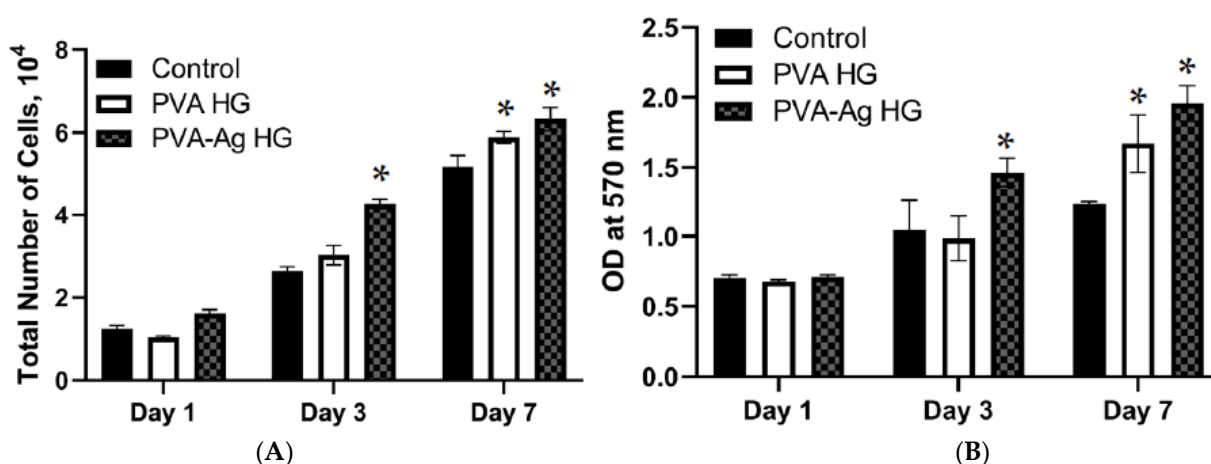 Total Number of Cells, 10⁴
8
6
4
2
0
Control
PVA HG
PVA-Ag HG
*
*
*
Day 1
Day 3
Day 7
(A)
B
OD at 570 nm
2.5
2.0
1.5
1.0
0.5
0.0
Control
PVA HG
PVA-Ag HG
*
*
*
Day 1
Day 3
Day 7
(B)